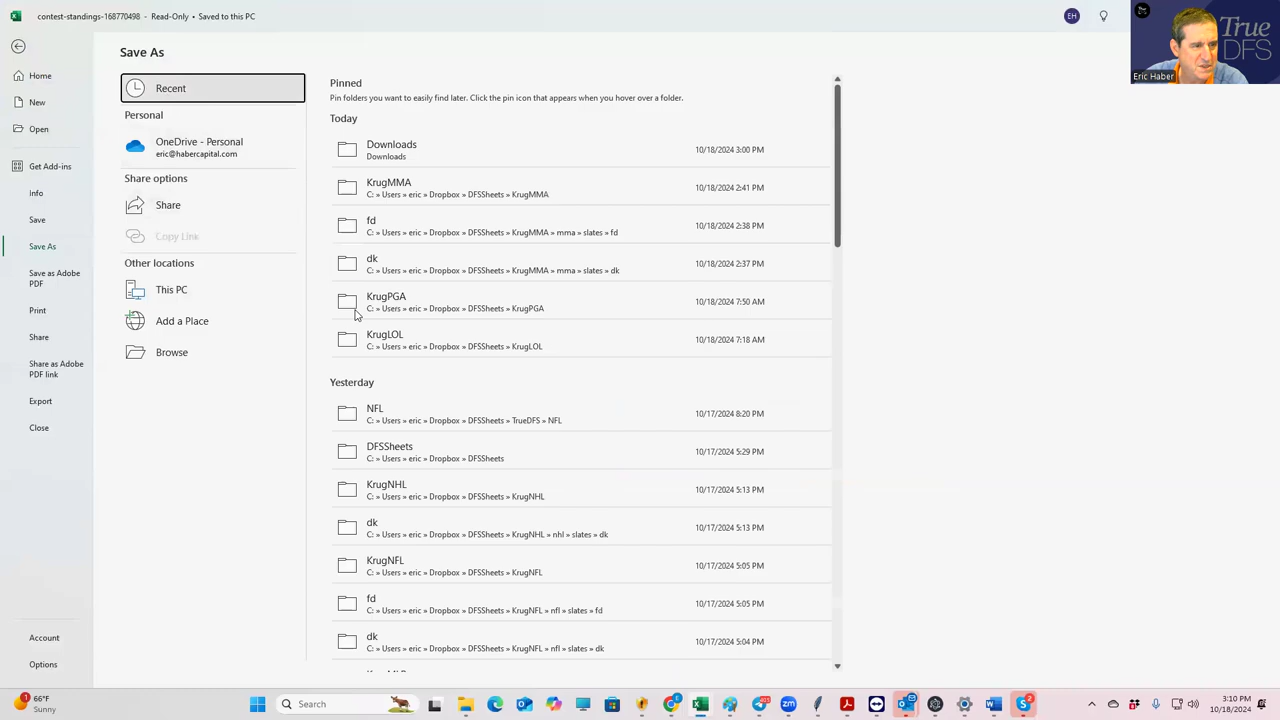 contest-standings-168770498 - Read-Only • Saved to this PC
EH
True
DFS
Eric Haber
Save As
Home
New
Open
Get Add-ins
Info
Save
Save As
Save as Adobe
PDF
Print
Share
Share as Adobe
PDF link
Export
Close
Account
Options
Recent
Personal
OneDrive - Personal
eric@habercapital.com
Share options
Share
Copy Link
Other locations
This PC
Add a Place
Browse
Pinned
Pin folders you want to easily find later. Click the pin icon that appears when you hover over a folder.
Today
Downloads
Downloads
10/18/2024 3:00 PM
KrugMMA
C: » Users » eric » Dropbox » DFSSheets » KrugMMA
10/18/2024 2:41 PM
fd
C: » Users » eric » Dropbox » DFSSheets » KrugMMA » mma » slates » fd
10/18/2024 2:38 PM
dk
C: » Users » eric » Dropbox » DFSSheets » KrugMMA » mma » slates » dk
10/18/2024 2:37 PM
KrugPGA
C: » Users » eric » Dropbox » DFSSheets » KrugPGA
10/18/2024 7:50 AM
KrugLOL
C: » Users » eric » Dropbox » DFSSheets » KrugLOL
10/18/2024 7:18 AM
Yesterday
NFL
C: » Users » eric » Dropbox » DFSSheets » TrueDFS » NFL
10/17/2024 8:20 PM
DFSSheets
C: » Users » eric » Dropbox » DFSSheets
10/17/2024 5:29 PM
KrugNHL
C: » Users » eric » Dropbox » DFSSheets » KrugNHL
10/17/2024 5:13 PM
dk
C: » Users » eric » Dropbox » DFSSheets » KrugNHL » nhl » slates » dk
10/17/2024 5:13 PM
KrugNFL
C: » Users » eric » Dropbox » DFSSheets » KrugNFL
10/17/2024 5:05 PM
fd
C: » Users » eric » Dropbox » DFSSheets » KrugNFL » nfl » slates » fd
10/17/2024 5:05 PM
dk
C: » Users » eric » Dropbox » DFSSheets » KrugNFL » nfl » slates » dk
10/17/2024 5:04 PM
66°F
Sunny
Search
3:10 PM
10/18/2024